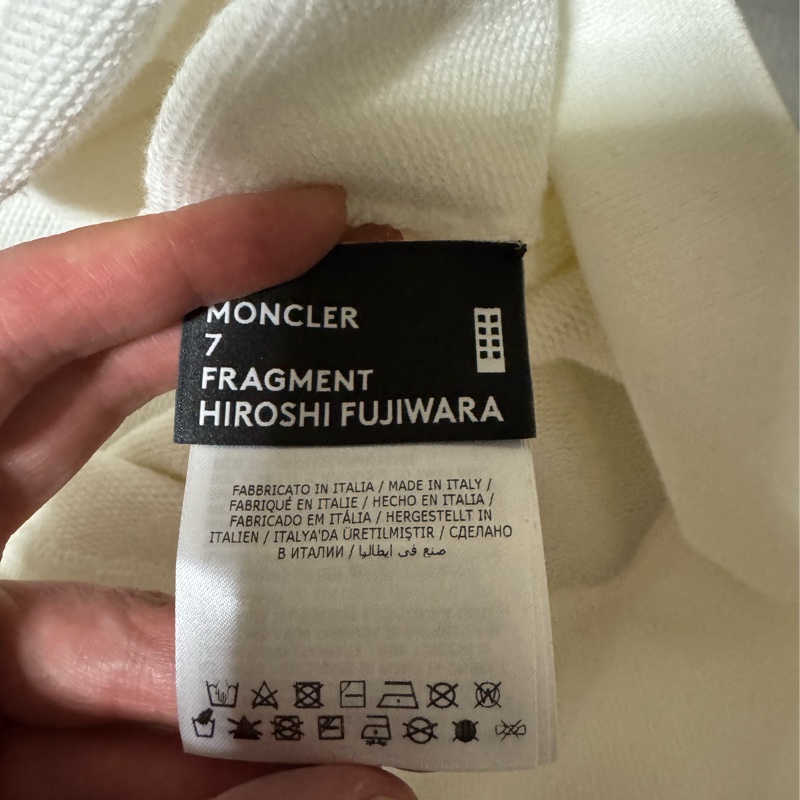 MONCLER
7
FRAGMENT
HIROSHI FUJIWARA
FABBRICATO IN ITALIA / MADE IN ITALY /
FABRIQUÉ EN ITALIE / HECHO EN ITALIA /
FABRICADO EM ITÁLIA / HERGESTELLT IN
ITALIEN / ITALYA'DA ÜRETILMIŞTIR / СДЕЛАНО
В ИТАЛИИ / صنع في ايطاليا
W